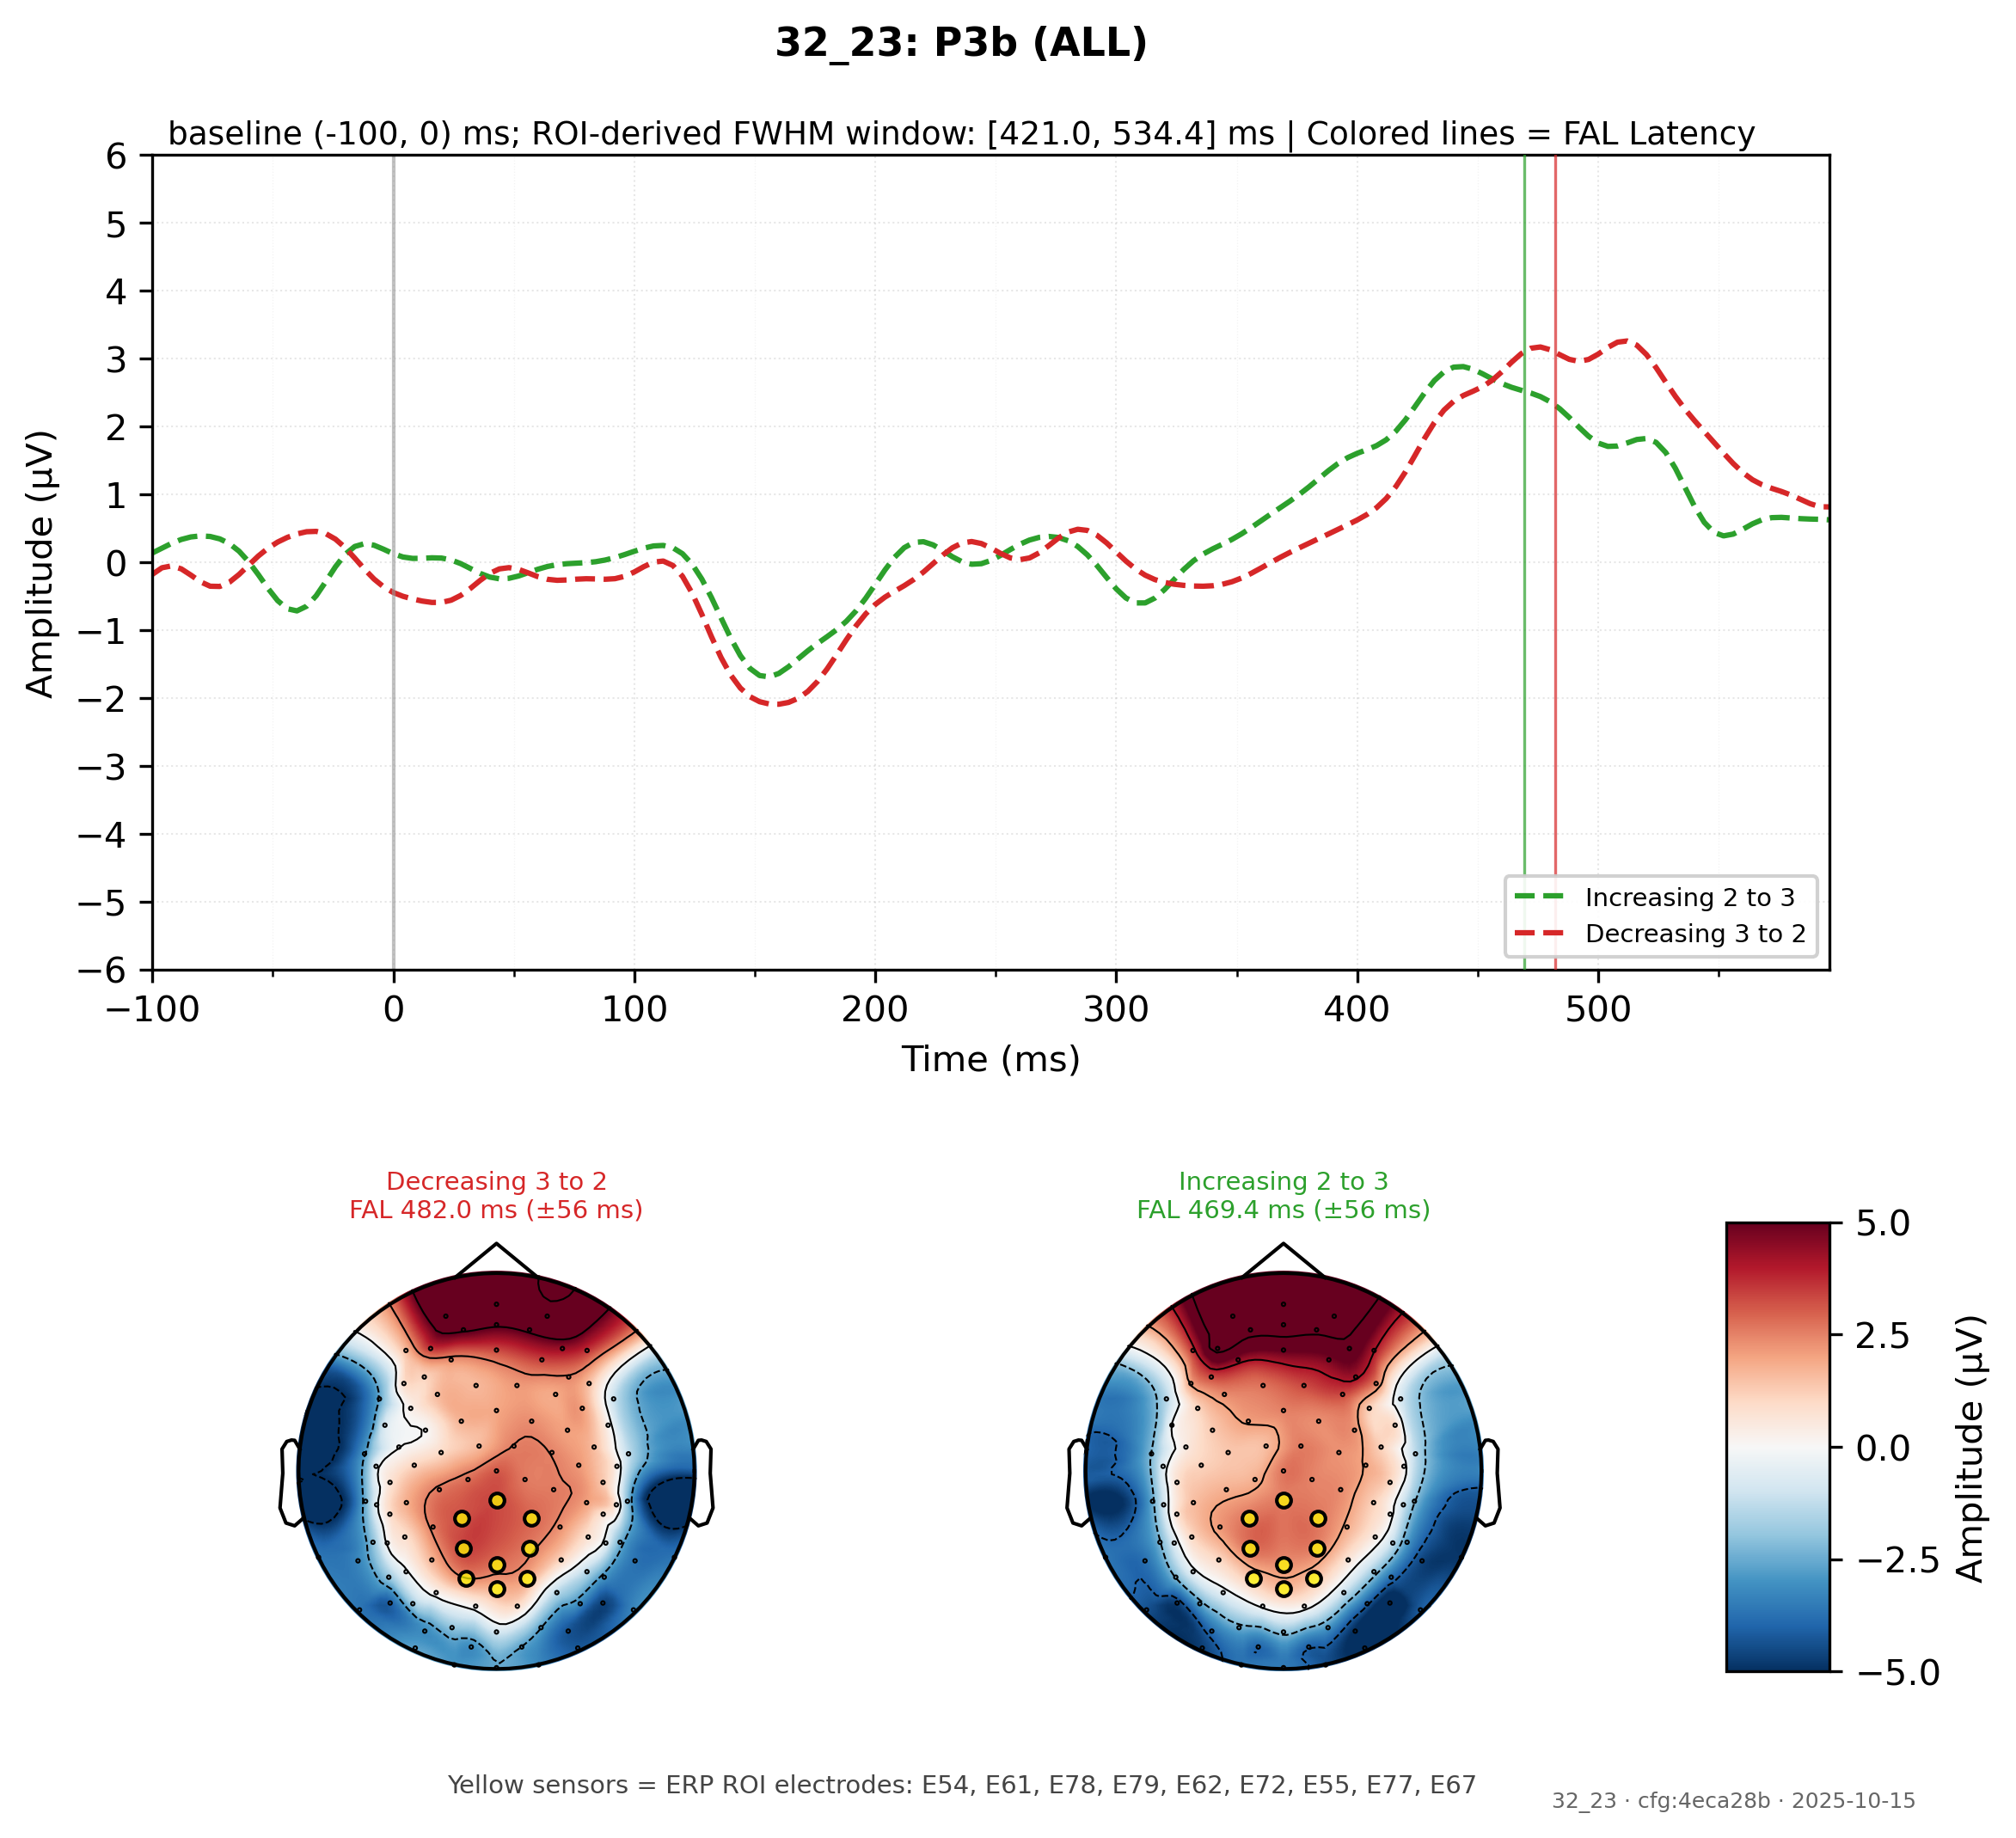 32_23: P3b (ALL)
baseline (-100, 0) ms; ROI-derived FWHM window: [421.0, 534.4] ms | Colored lines = FAL Latency
6
5
4
3
2
1
0
−1
−2
−3
−4
−5
−6
Amplitude (µV)
Increasing 2 to 3
Decreasing 3 to 2
−100
0
100
200
300
400
500
Time (ms)
Decreasing 3 to 2
FAL 482.0 ms (±56 ms)
Increasing 2 to 3
FAL 469.4 ms (±56 ms)
5.0
2.5
0.0
−2.5
−5.0
Amplitude (µV)
Yellow sensors = ERP ROI electrodes: E54, E61, E78, E79, E62, E72, E55, E77, E67
32_23 · cfg:4eca28b · 2025-10-15